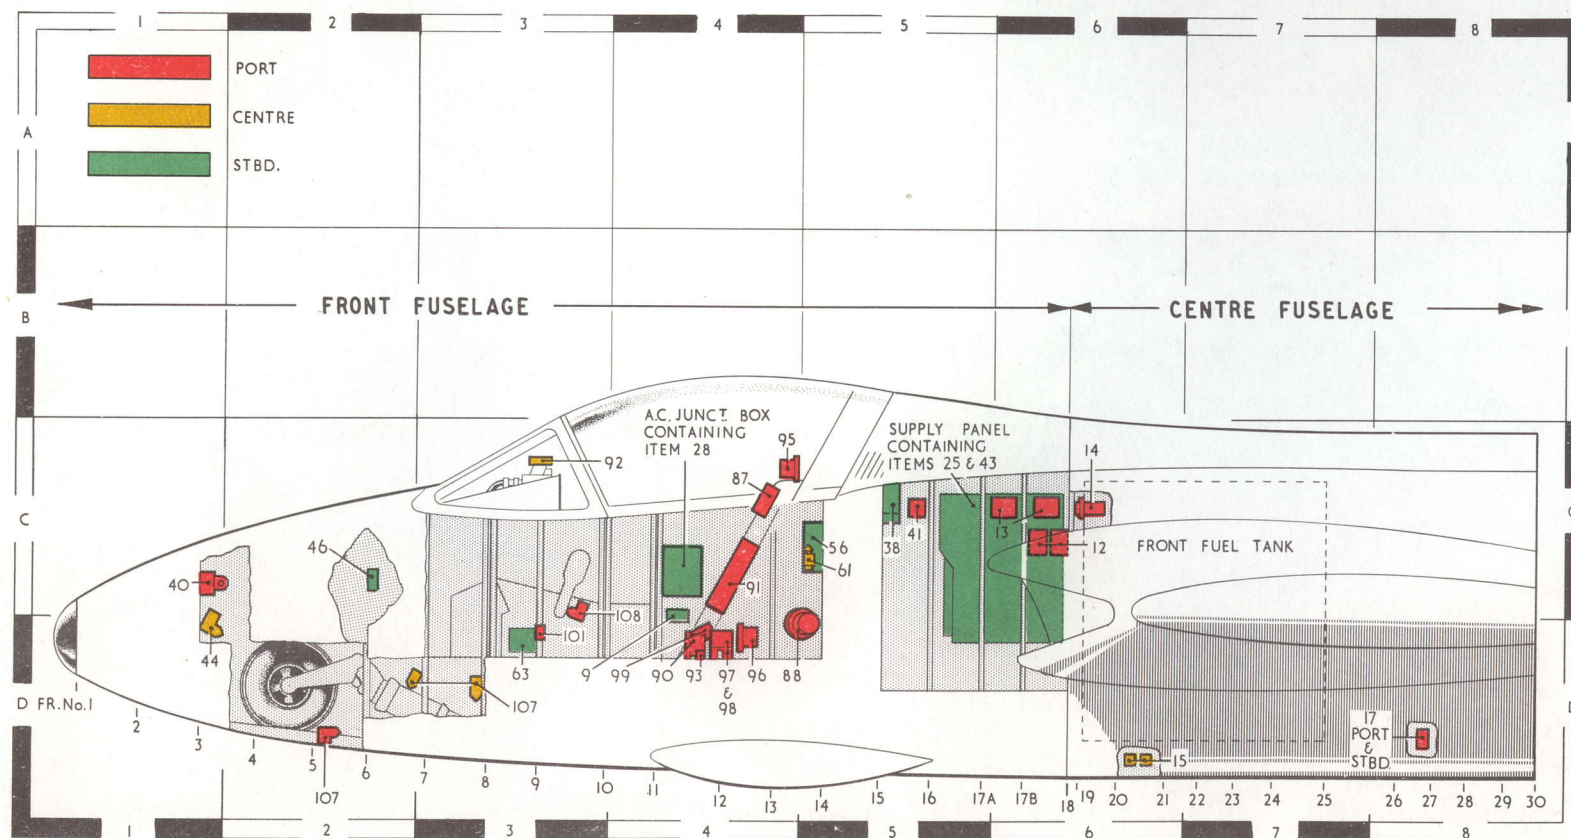 1 2 3 4 5 6 7 8
A
PORT
CENTRE
STBD.
B
FRONT FUSELAGE
CENTRE FUSELAGE
C
A.C. JUNCT. BOX
CONTAINING
ITEM 28
SUPPLY PANEL
CONTAINING
ITEMS 25 & 43
95
14
92
87
46
13
41
38
56
12
FRONT FUEL TANK
61
40
91
108
101
44
63
9
99
90
93
97
&
98
96
88
107
D
FR. No. 1
17
PORT
&
STBD.
15
2 3 4 5 6 7 8 9 10 11 12 13 14 15 16 17A 17B 18 19 20 21 22 23 24 25 26 27 28 29 30
107
1 2 3 4 5 6 7 8